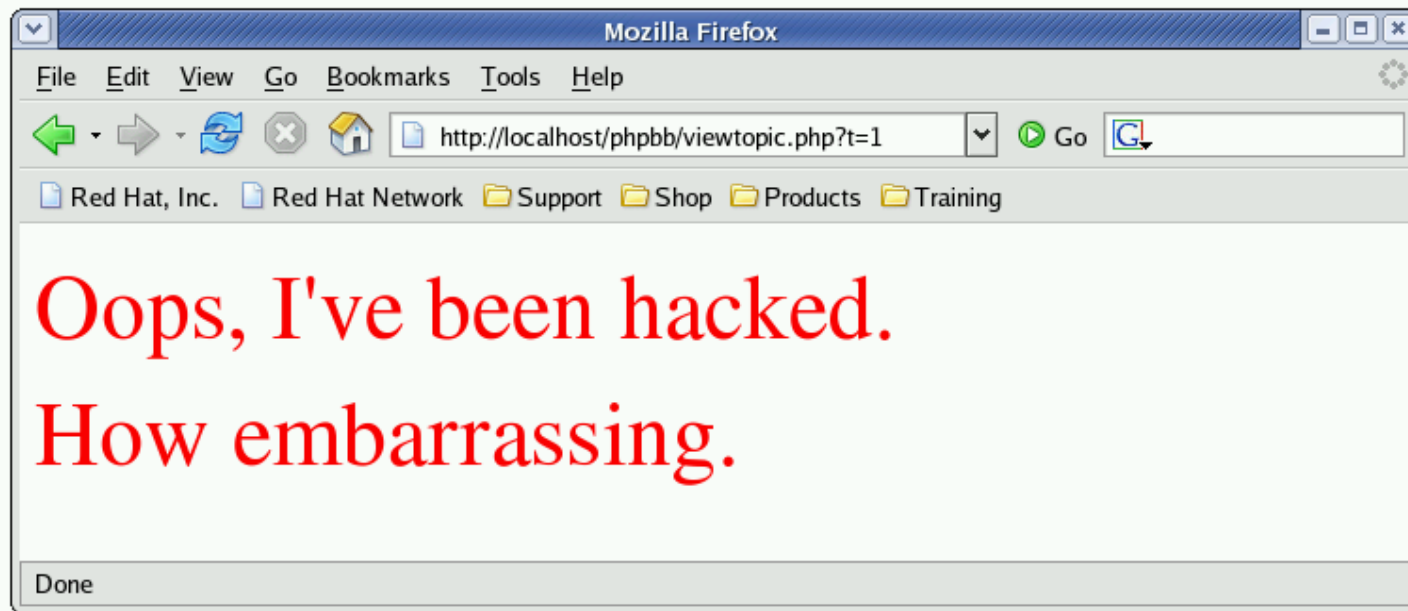 Mozilla Firefox
File Edit View Go Bookmarks Tools Help
http://localhost/phpbb/viewtopic.php?t=1 Go G
Red Hat, Inc. Red Hat Network Support Shop Products Training
Oops, I've been hacked.
How embarrassing.
Done